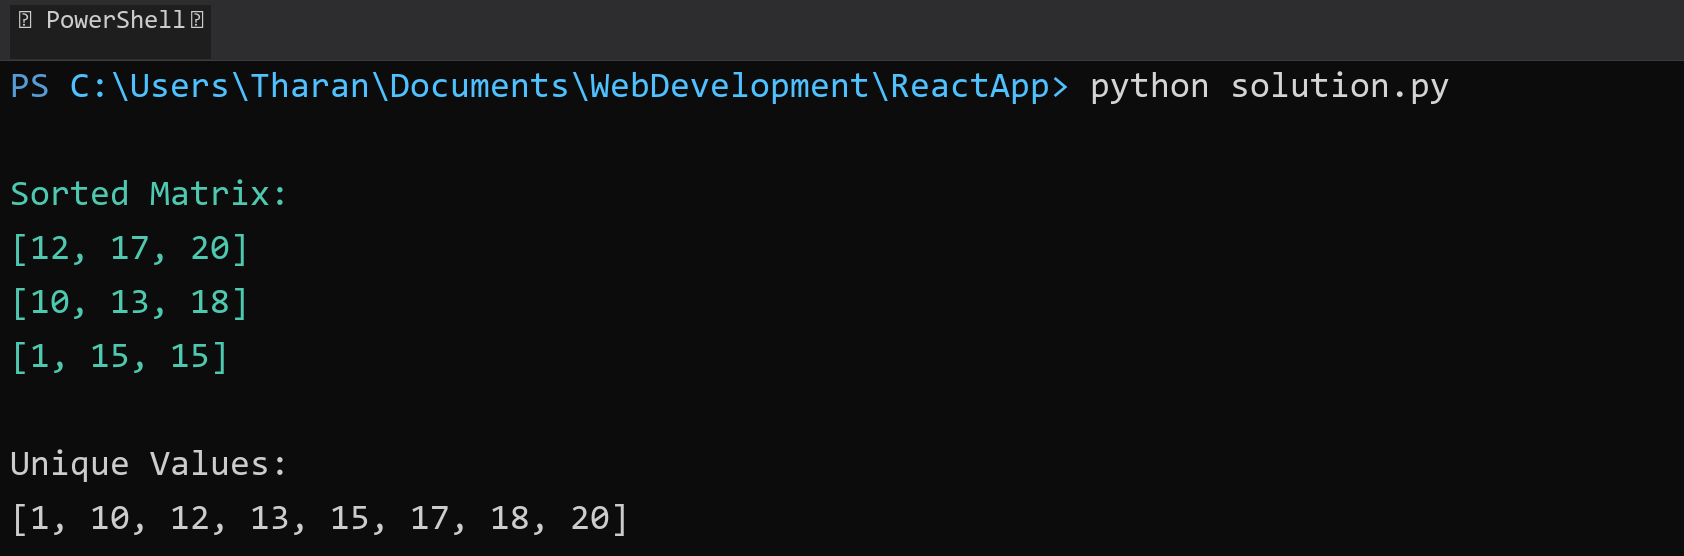 PowerShell
PS C:\Users\Tharan\Documents\WebDevelopment\ReactApp> python solution.py
Sorted Matrix:
[12, 17, 20]
[10, 13, 18]
[1, 15, 15]
Unique Values:
[1, 10, 12, 13, 15, 17, 18, 20]